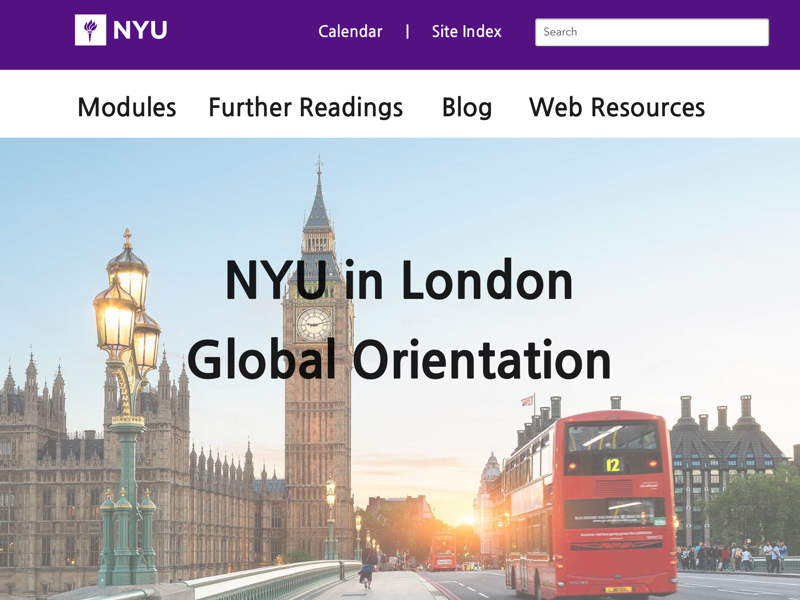 NYU
Calendar | Site Index
Search
Modules Further Readings Blog Web Resources
NYU in London
Global Orientation
12